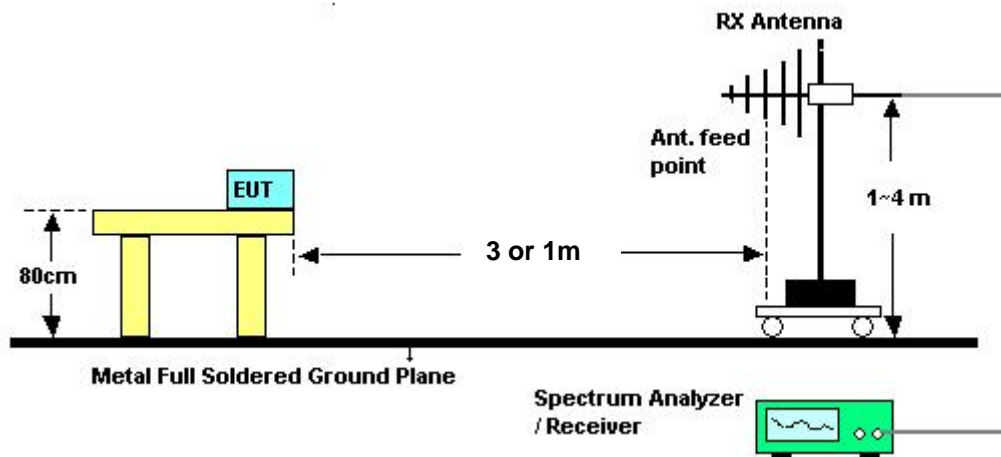 RX Antenna
Ant. feed
point
EUT
1~4 m
3 or 1m
80cm
Metal Full Soldered Ground Plane
Spectrum Analyzer
/ Receiver